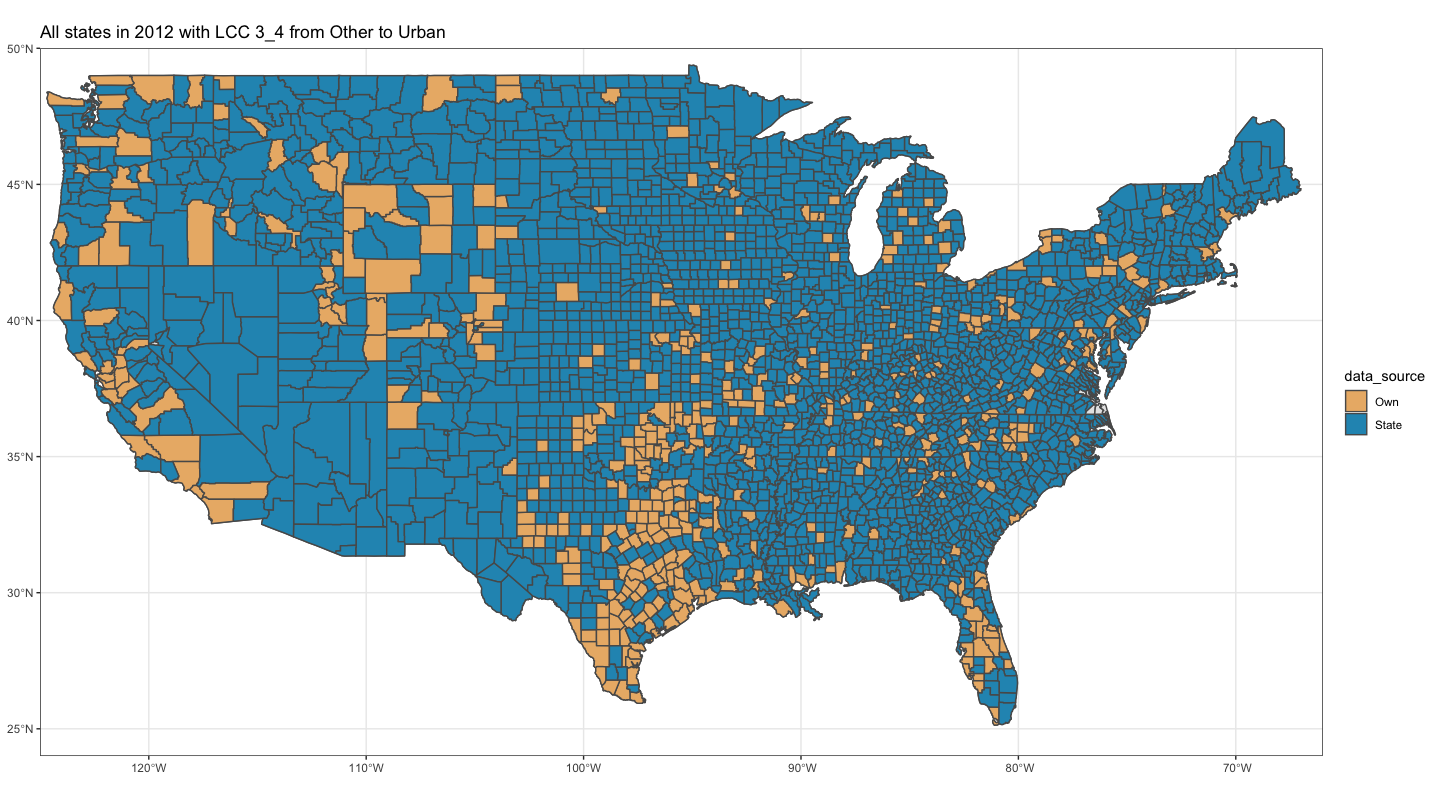 All states in 2012 with LCC 3_4 from Other to Urban
50°N
45°N
40°N
35°N
30°N
25°N
120°W
110°W
100°W
90°W
80°W
70°W
data_source
Own
State